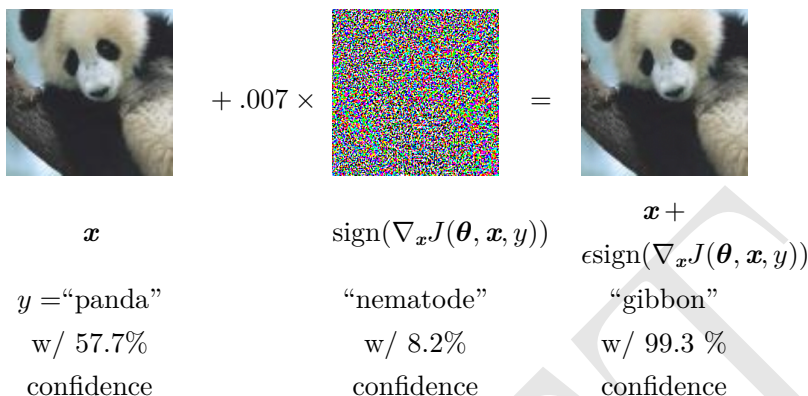 + .007 ×
=
x
sign(∇xJ(θ, x, y))
x +
ϵsign(∇xJ(θ, x, y))
y =“panda”
“nematode”
“gibbon”
w/ 57.7%
w/ 8.2%
w/ 99.3 %
confidence
confidence
confidence